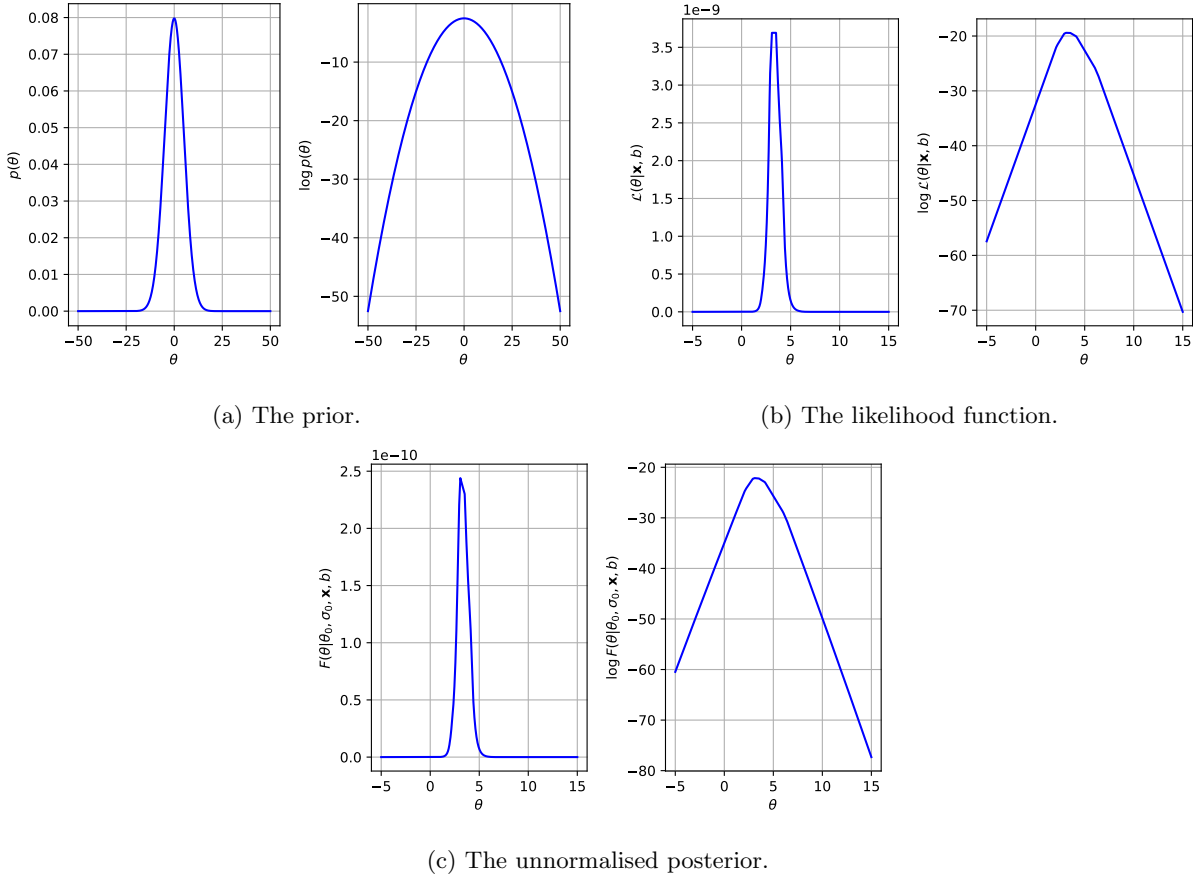 0.08
0.07
0.06
0.05
0.04
0.03
0.02
0.01
0.00
p(θ)
−50 −25 0 25 50
θ
−10
−20
−30
−40
−50
log p(θ)
−50 −25 0 25 50
θ
(a) The prior.
1e−9
3.5
3.0
2.5
2.0
1.5
1.0
0.5
0.0
ℒ(θ|𝐱, b)
−5 0 5 10 15
θ
−20
−30
−40
−50
−60
−70
log ℒ(θ|𝐱, b)
−5 0 5 10 15
θ
(b) The likelihood function.
1e−10
2.5
2.0
1.5
1.0
0.5
0.0
F(θ|θ₀, σ₀, 𝐱, b)
−5 0 5 10 15
θ
−20
−30
−40
−50
−60
−70
−80
log F(θ|θ₀, σ₀, 𝐱, b)
−5 0 5 10 15
θ
(c) The unnormalised posterior.